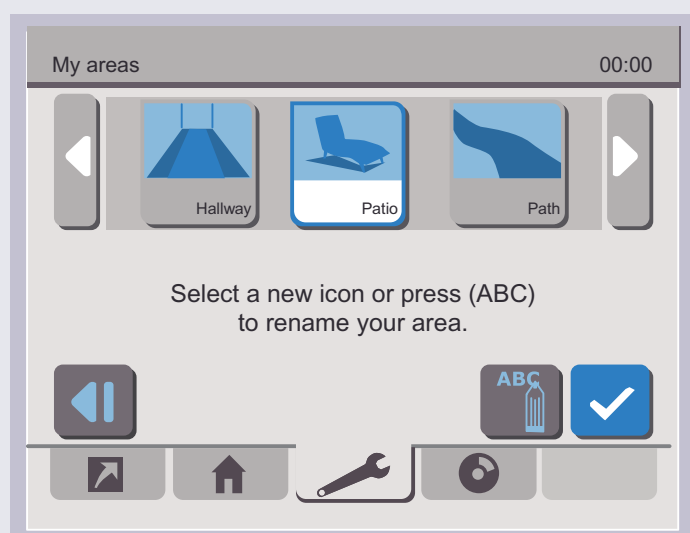 My areas 00:00
Hallway Patio Path
Select a new icon or press (ABC)
to rename your area.
ABC